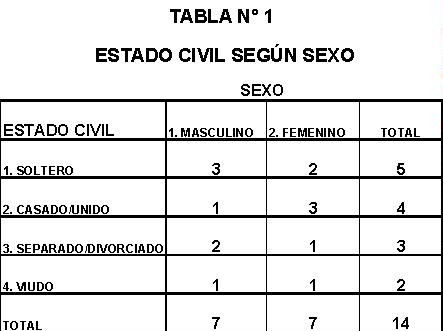 TABLA N° 1
ESTADO CIVIL SEGÚN SEXO
SEXO
ESTADO CIVIL 1. MASCULINO 2. FEMENINO TOTAL
1. SOLTERO 3 2 5
2. CASADO/UNIDO 1 3 4
3. SEPARADO/DIVORCIADO 2 1 3
4. VIUDO 1 1 2
TOTAL 7 7 14